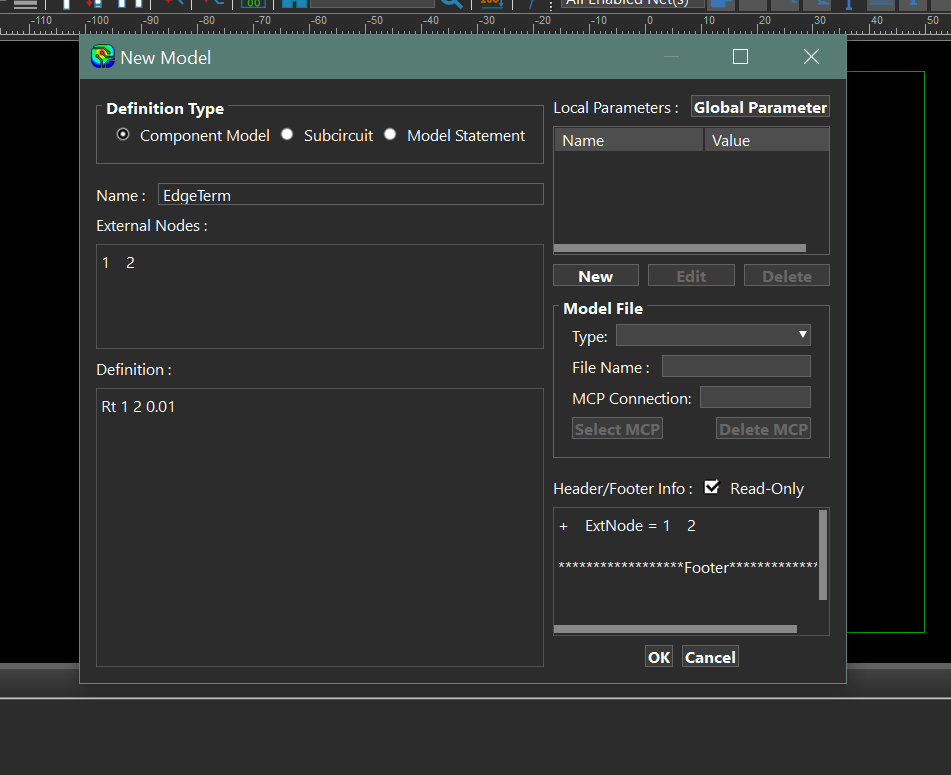 All Enabled Net(s)
-110 -100 -90 -80 -70 -60 -50 -40 -30 -20 -10 0 10 20 30 40 50
New Model
Definition Type
Component Model Subcircuit Model Statement
Name : EdgeTerm
External Nodes :
1 2
Definition :
Rt 1 2 0.01
Local Parameters : Global Parameter
Name Value
New Edit Delete
Model File
Type:
File Name :
MCP Connection:
Select MCP Delete MCP
Header/Footer Info : Read-Only
+ ExtNode = 1 2
******************Footer*************
OK Cancel